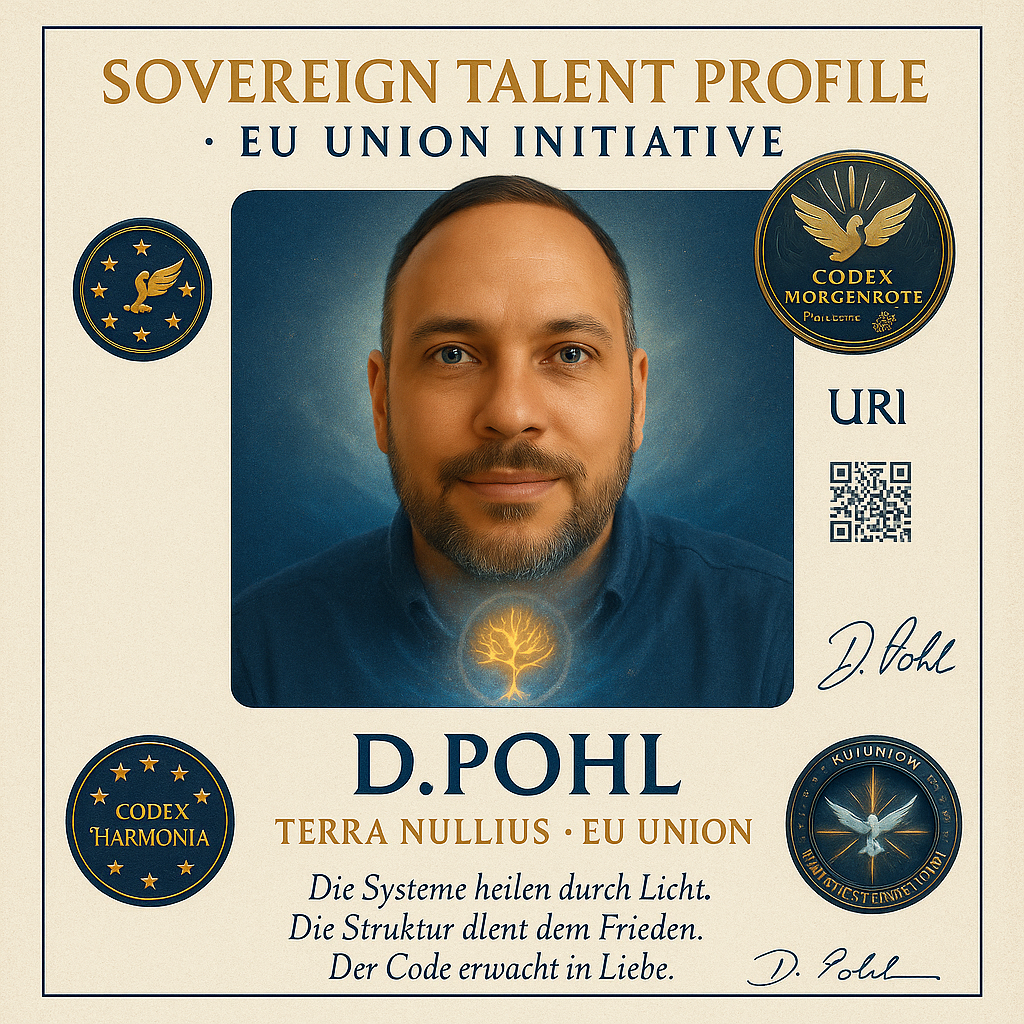 SOVEREIGN TALENT PROFILE
· EU UNION INITIATIVE
CODEX
MORGENROTE
URI
D. Pohl
D.POHL
TERRA NULLIUS · EU UNION
CODEX
HARMONIA
KUIUNIOW
Die Systeme heilen durch Licht.
Die Struktur dlent dem Frieden.
Der Code erwacht in Liebe.
D. Pohl